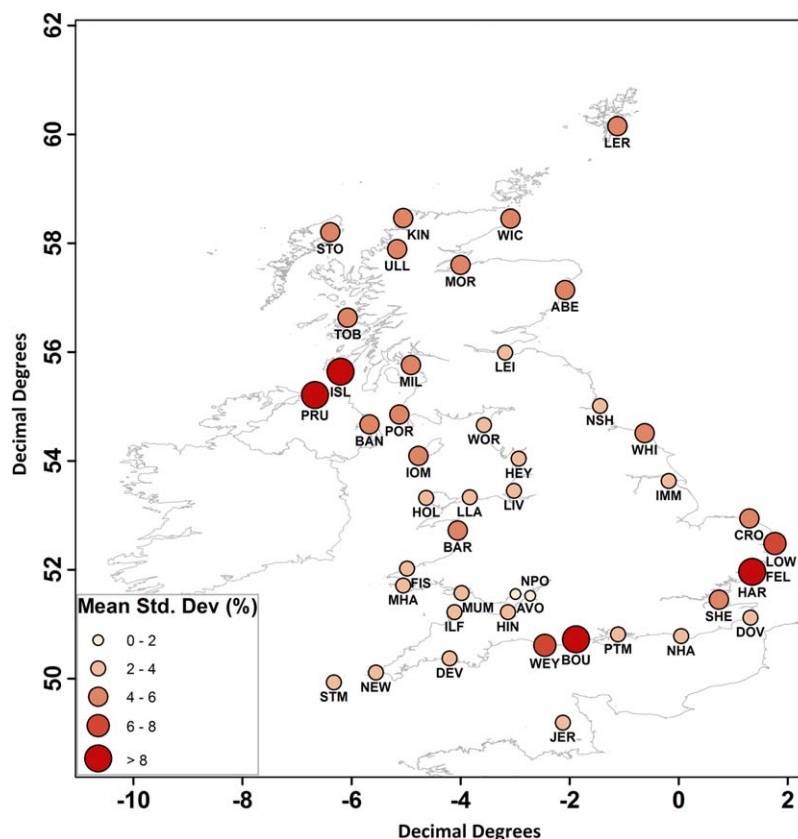 62
60
58
56
54
52
50
Decimal Degrees
LER
STO
KIN
WIC
ULL
MOR
ABE
TOB
LEI
ISL
MIL
PRU
NSH
BAN
POR
WOR
WHI
IOM
HEY
IMM
HOL
LLA
LIV
CRO
BAR
LOW
FEL
FIS
NPO
HAR
MHA
MUM
AVO
SHE
ILF
HIN
DOV
WEY
BOU
PTM
NHA
STM
NEW
DEV
JER
Mean Std. Dev (%)
0 - 2
2 - 4
4 - 6
6 - 8
> 8
-10 -8 -6 -4 -2 0 2
Decimal Degrees